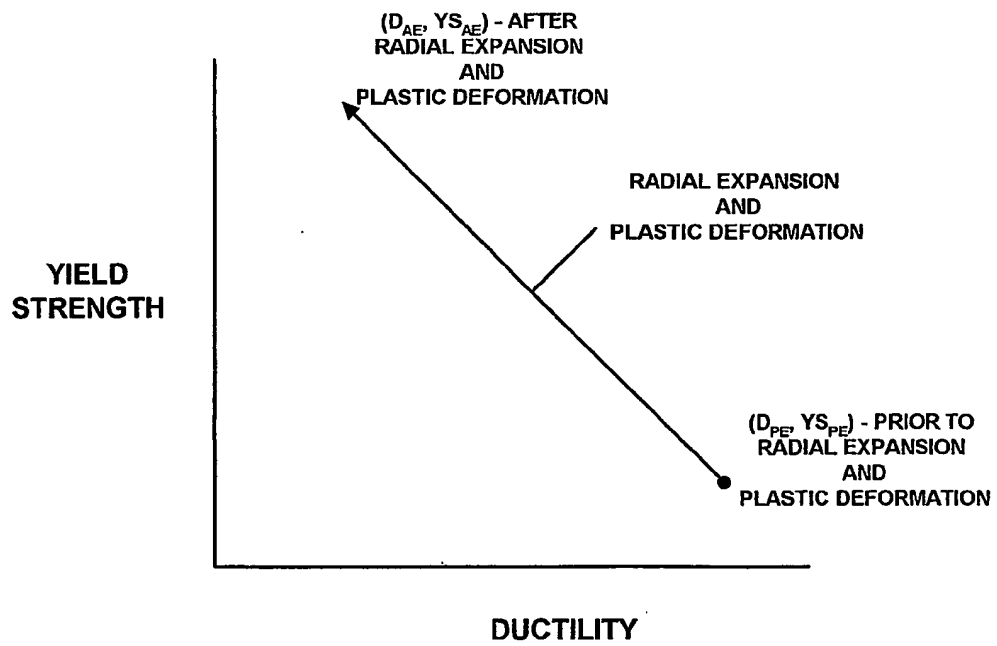 (D_AE, YS_AE) - AFTER
RADIAL EXPANSION
AND
PLASTIC DEFORMATION
RADIAL EXPANSION
AND
PLASTIC DEFORMATION
YIELD
STRENGTH
(D_PE, YS_PE) - PRIOR TO
RADIAL EXPANSION
AND
PLASTIC DEFORMATION
DUCTILITY